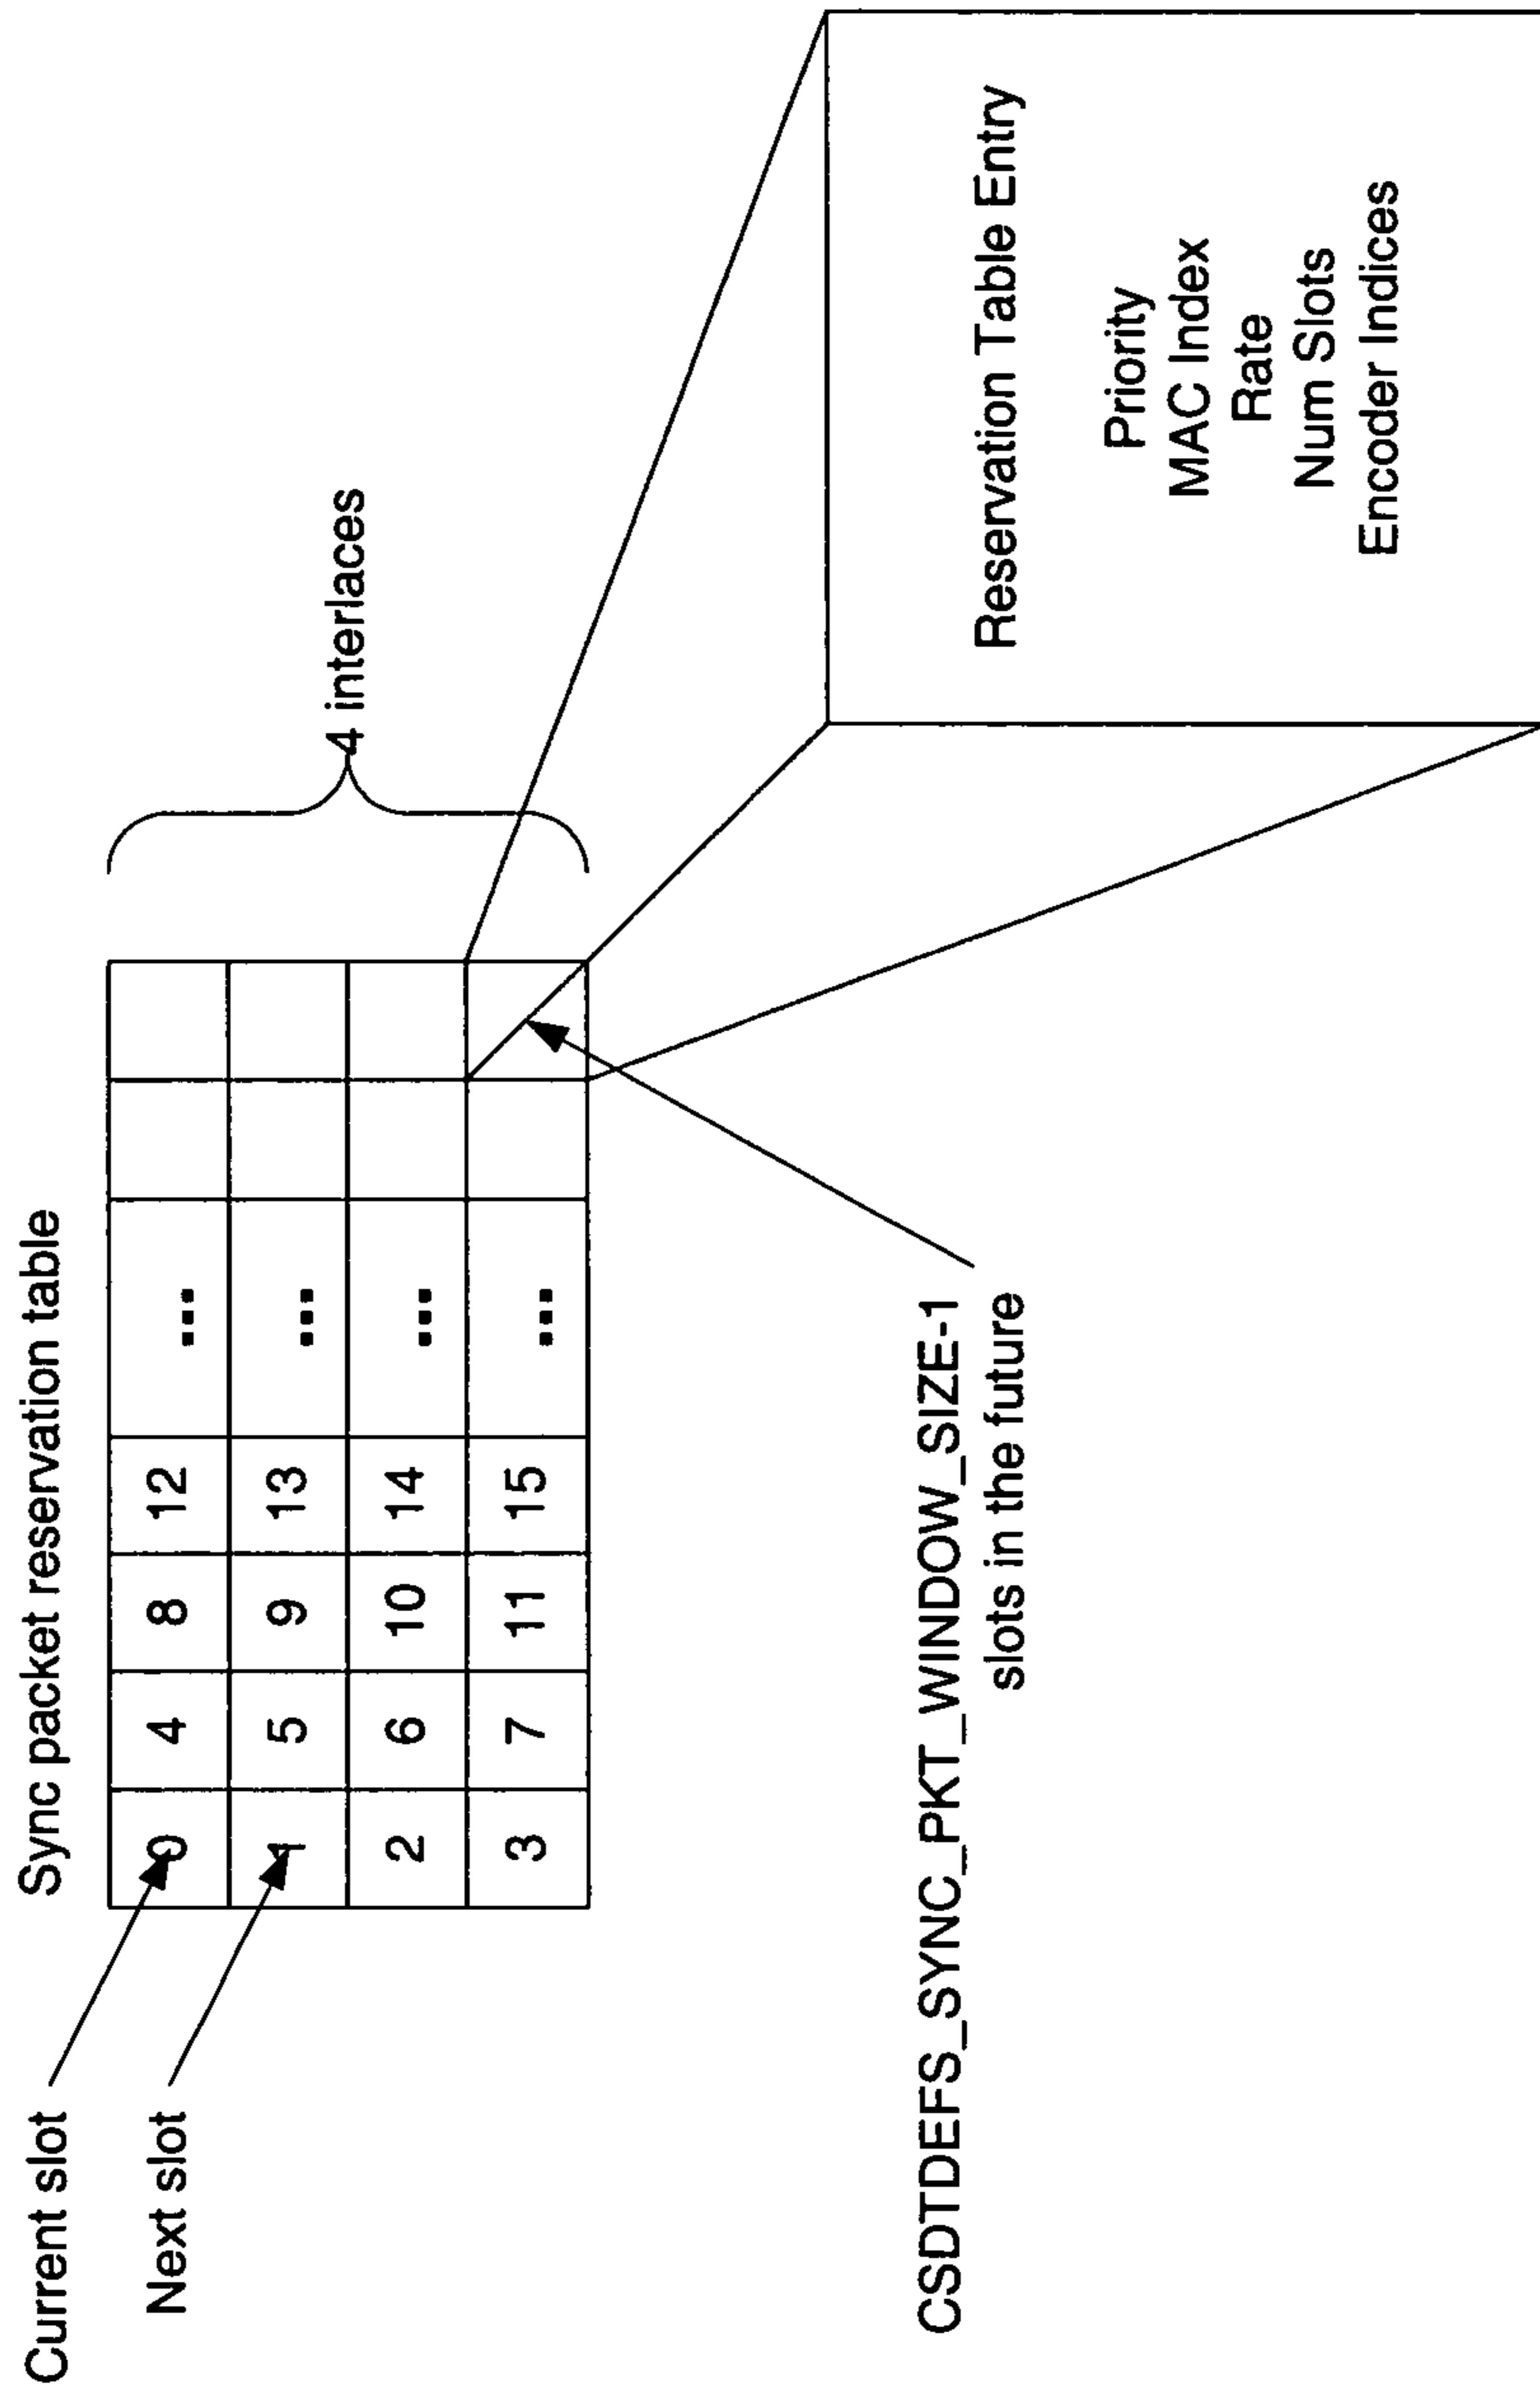 Sync packet reservation table
Current slot
Next slot
0 4 8 12 ...
1 5 9 13 ...
2 6 10 14 ...
3 7 11 15 ...
4 interlaces
CSDTDEFS_SYNC_PKT_WINDOW_SIZE-1
slots in the future
Reservation Table Entry
Priority
MAC Index
Rate
Num Slots
Encoder Indices